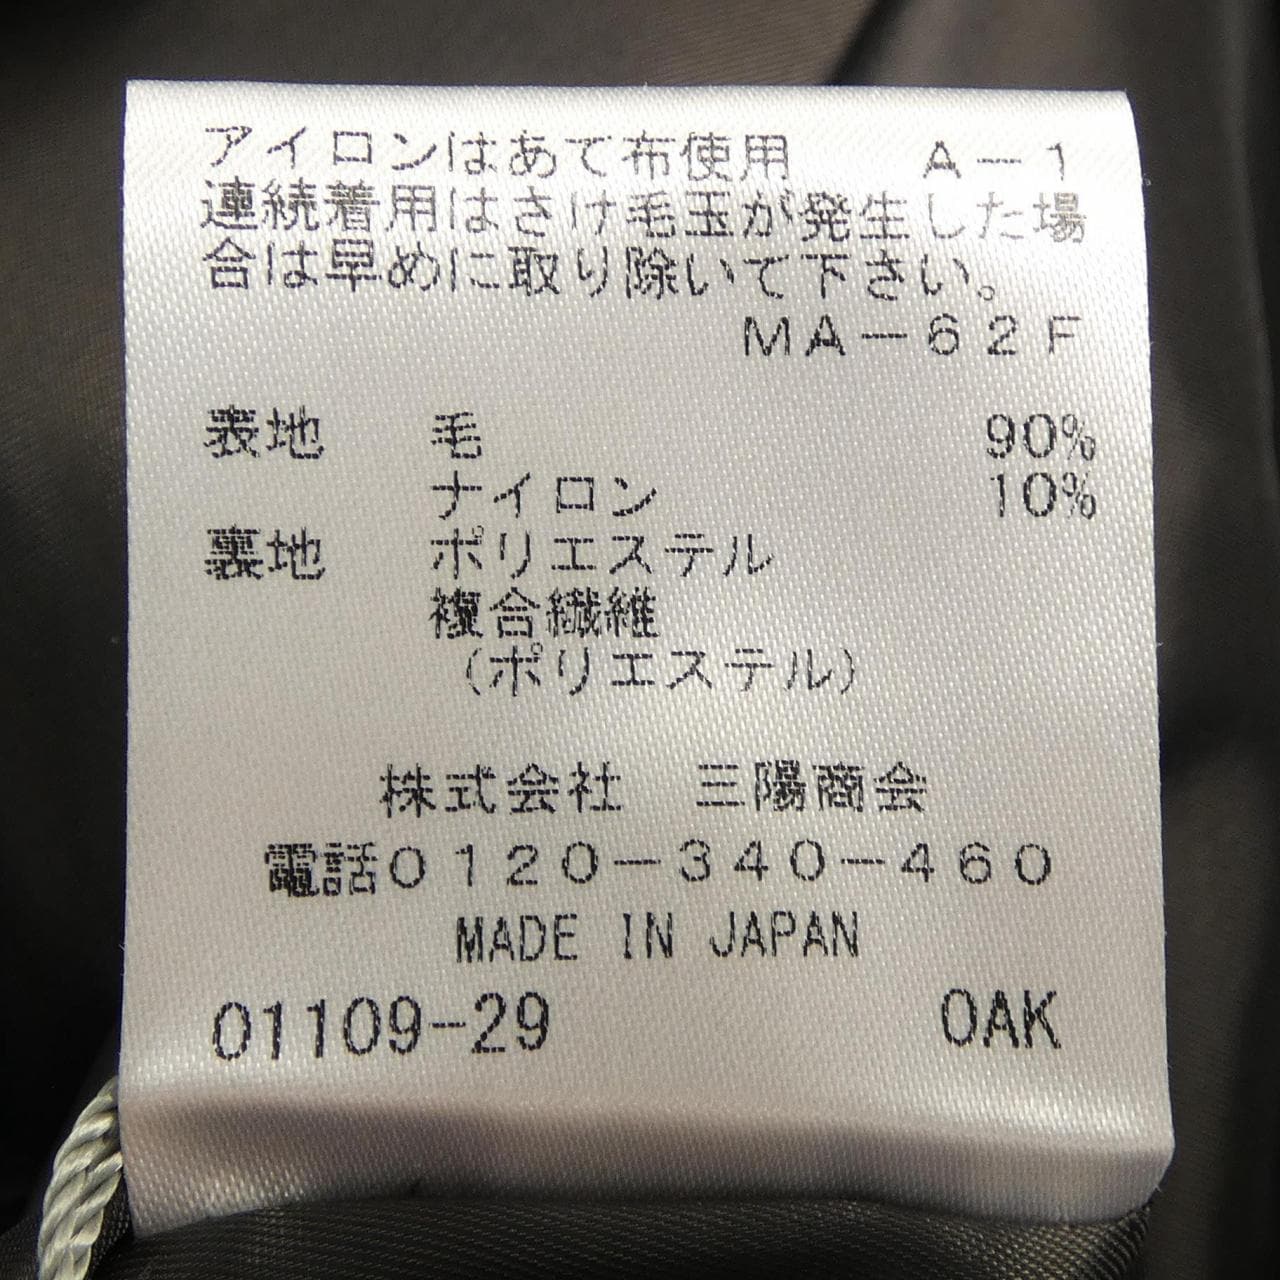 アイロンはあて布使用　Ａ－１
連続着用はさけ毛玉が発生した場
合は早めに取り除いて下さい。
ＭＡ－６２Ｆ
表地　毛　90%
ナイロン　10%
裏地　ポリエステル
複合繊維
（ポリエステル）
株式会社　三陽商会
電話０１２０－３４０－４６０
MADE IN JAPAN
01109-29　OAK